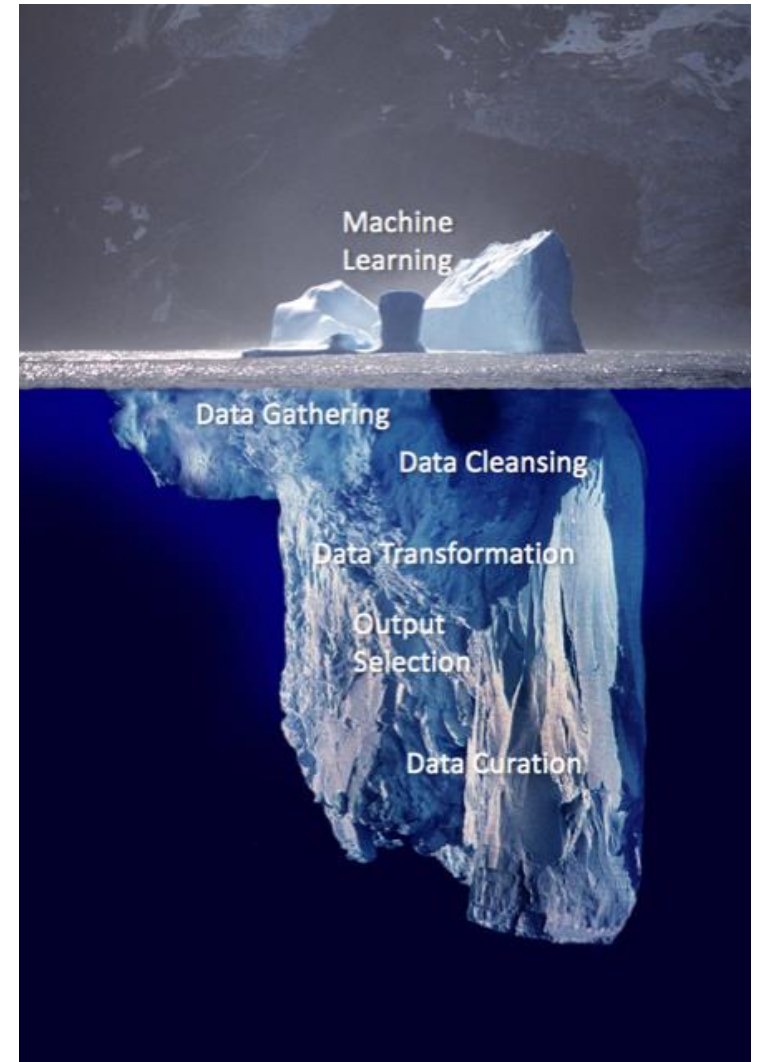 Machine
Learning
Data Gathering
Data Cleansing
Data Transformation
Output
Selection
Data Curation